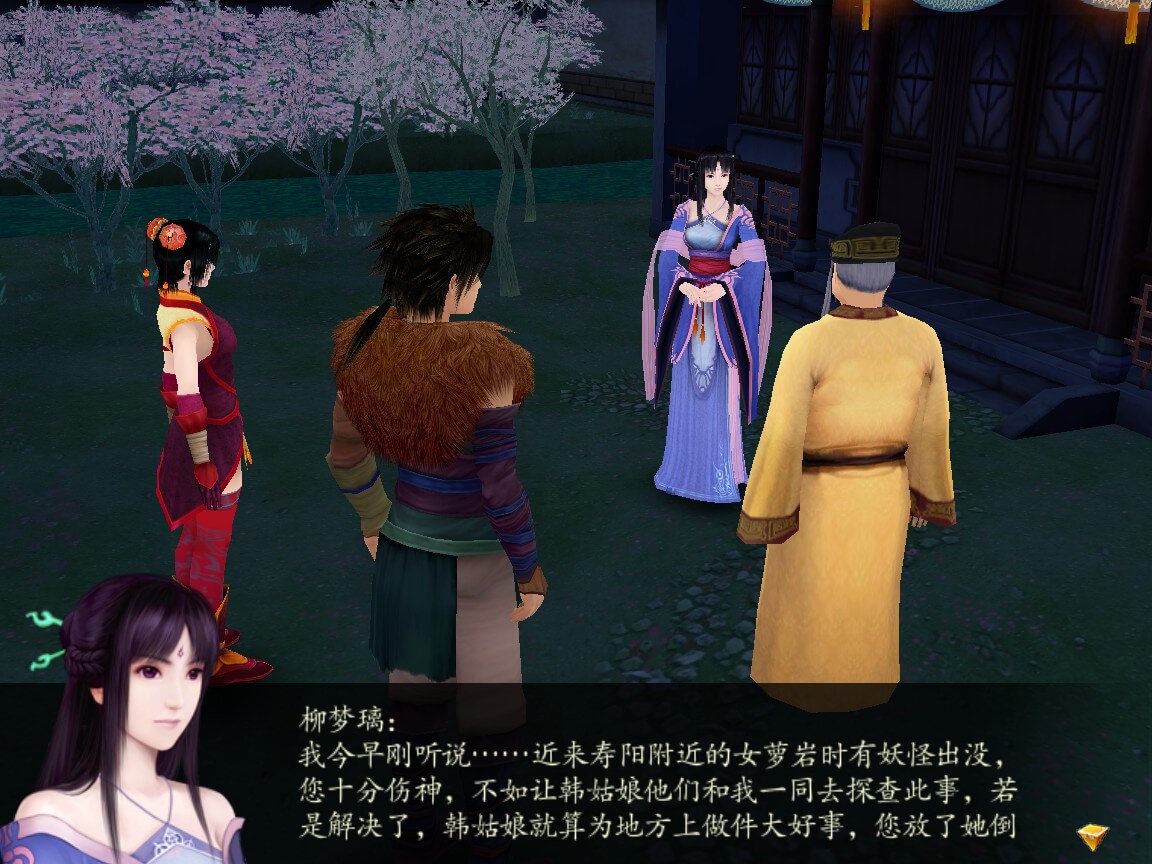 柳梦璃：
我今早刚听说……近来寿阳附近的女萝岩时有妖怪出没，
您十分伤神，不如让韩姑娘他们和我一同去探查此事，若
是解决了，韩姑娘就算为地方上做件大好事，您放了她倒